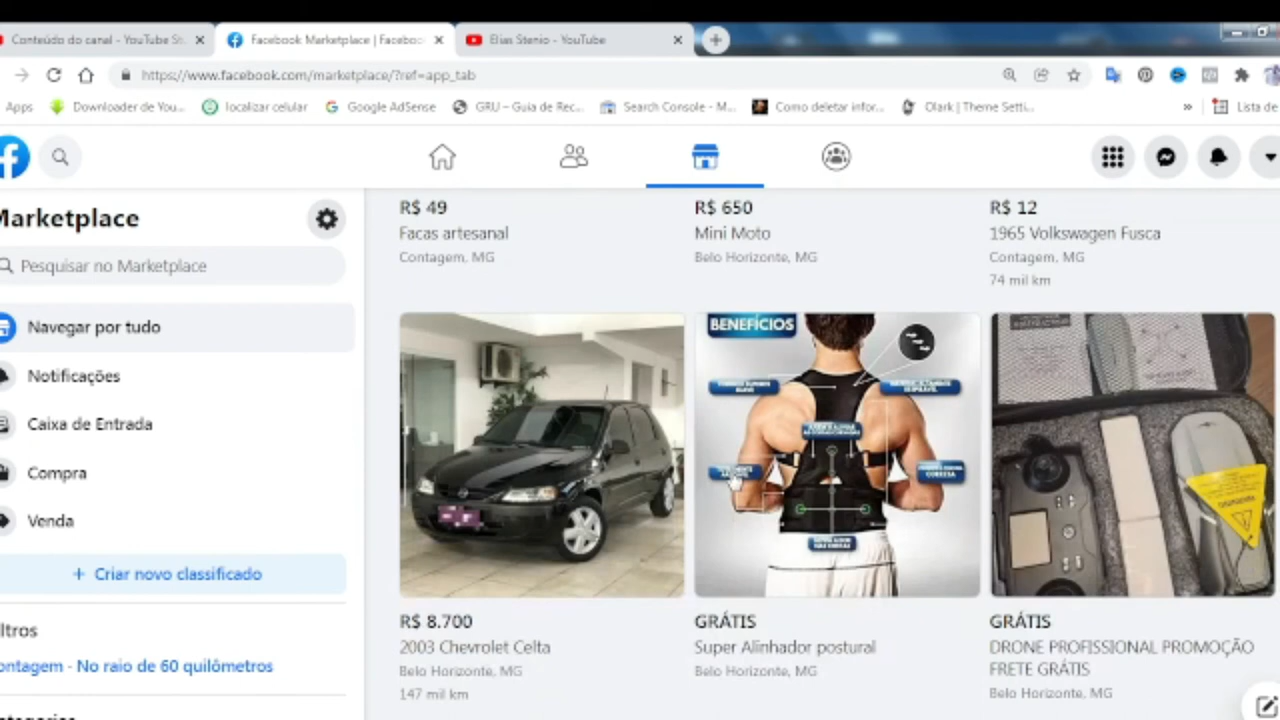 Conteúdo do canal - YouTube St
Facebook Marketplace | Faceboo
Elias Stenio - YouTube
https://www.facebook.com/marketplace/?ref=app_tab
Apps
Downloader de You...
localizar celular
Google AdSense
GRU – Guia de Rec...
Search Console - M...
Como deletar infor...
Olark | Theme Setti...
»
Lista de
Marketplace
Pesquisar no Marketplace
Navegar por tudo
Notificações
Caixa de Entrada
Compra
Venda
+ Criar novo classificado
ltros
ontagem · No raio de 60 quilômetros
R$ 49
Facas artesanal
Contagem, MG
R$ 650
Mini Moto
Belo Horizonte, MG
R$ 12
1965 Volkswagen Fusca
Contagem, MG
74 mil km
BENEFÍCIOS
R$ 8.700
2003 Chevrolet Celta
Belo Horizonte, MG
147 mil km
GRÁTIS
Super Alinhador postural
Belo Horizonte, MG
GRÁTIS
DRONE PROFISSIONAL PROMOÇÃO
FRETE GRÁTIS
Belo Horizonte, MG